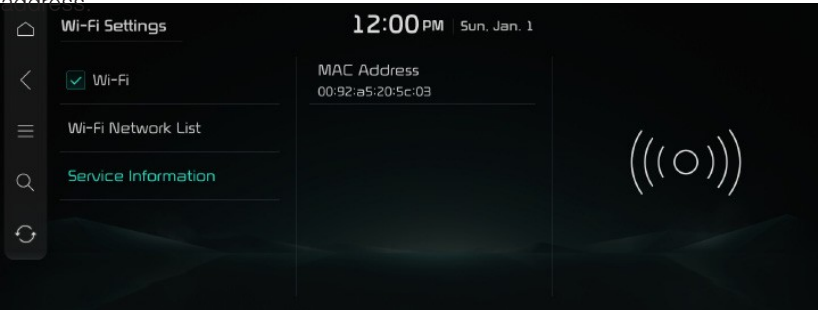 address.
Wi-Fi Settings
12:00 PM Sun, Jan. 1
Wi-Fi
MAC Address
00:92:a5:20:5c:03
Wi-Fi Network List
Service Information